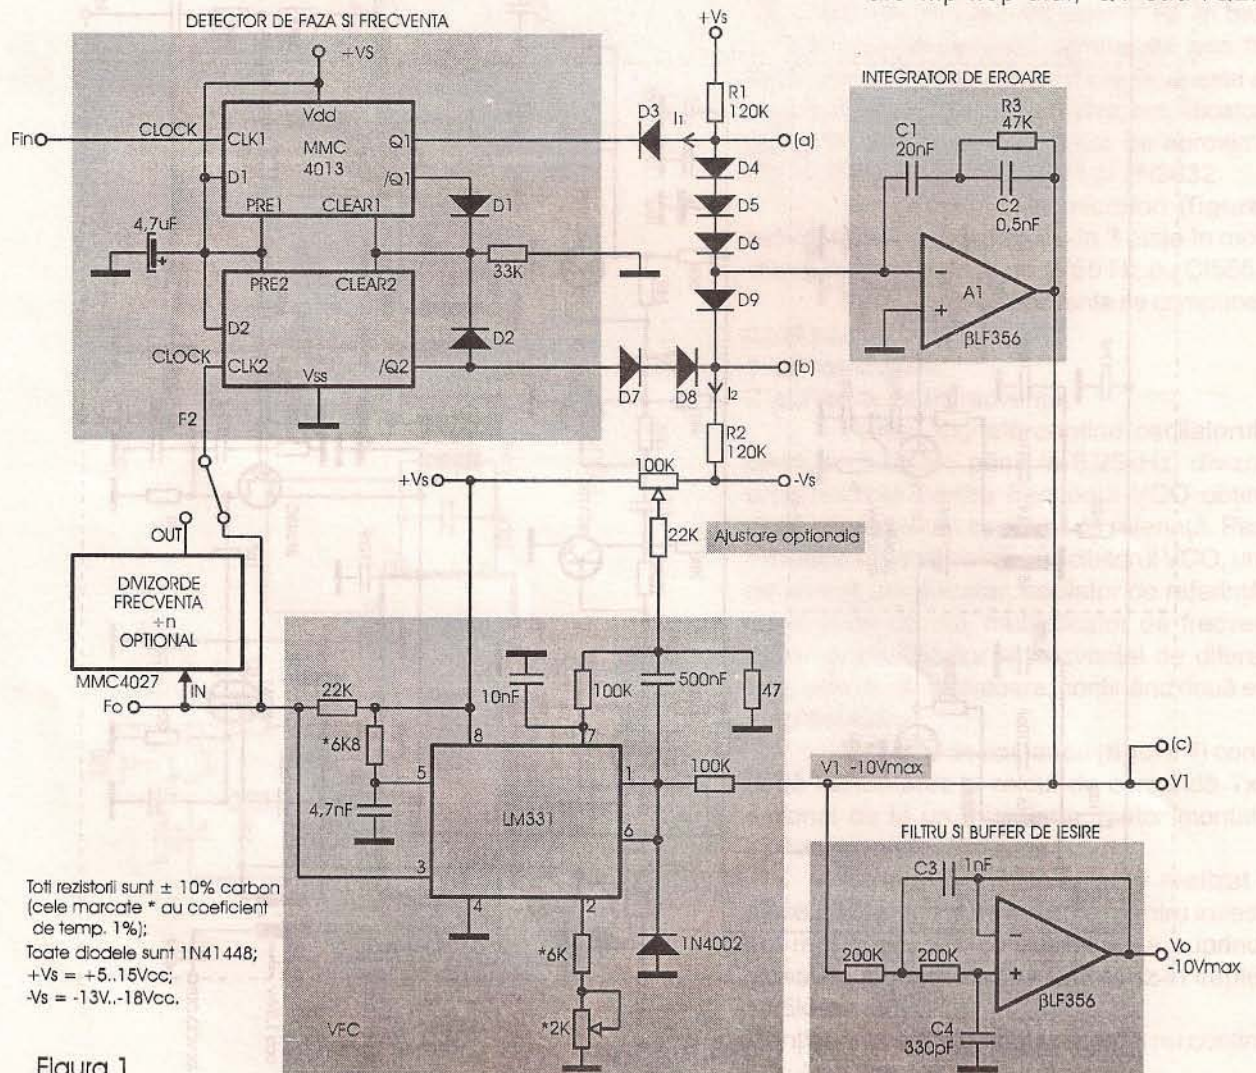 DETECTOR DE FAZA SI FRECVENTA
+VS
Fin
CLOCK
CLK1
Vdd
MMC
4013
Q1
D1
/Q1
PRE1
CLEAR1
4,7uF
+
D1
33K
PRE2
CLEAR2
D2
D2
CLOCK
CLK2
Vss
/Q2
F2
+Vs
R1
120K
D3
I1
(a)
D4
D5
D6
D9
D7
D8
(b)
I2
R2
120K
-Vs
INTEGRATOR DE EROARE
R3
47K
C1
20nF
C2
0,5nF
−
A1
+
βLF356
+Vs
100K
22K
Ajustare optionala
OUT
DIVIZORDE
FRECVENTA
÷n
OPTIONAL
MMC4027
IN
Fo
22K
*6K8
4,7nF
10nF
100K
500nF
47
8
7
5
1
6
3
4
2
LM331
100K
V1 -10Vmax
(c)
V1
*6K
1N4002
*2K
VFC
FILTRU SI BUFFER DE IESIRE
C3
1nF
200K
200K
−
+
βLF356
C4
330pF
Vo
-10Vmax
Toti rezistorii sunt ± 10% carbon
(cele marcate * au coeficient
de temp. 1%);
Toate diodele sunt 1N41448;
+Vs = +5..15Vcc;
-Vs = -13V..-18Vcc.
Figura 1